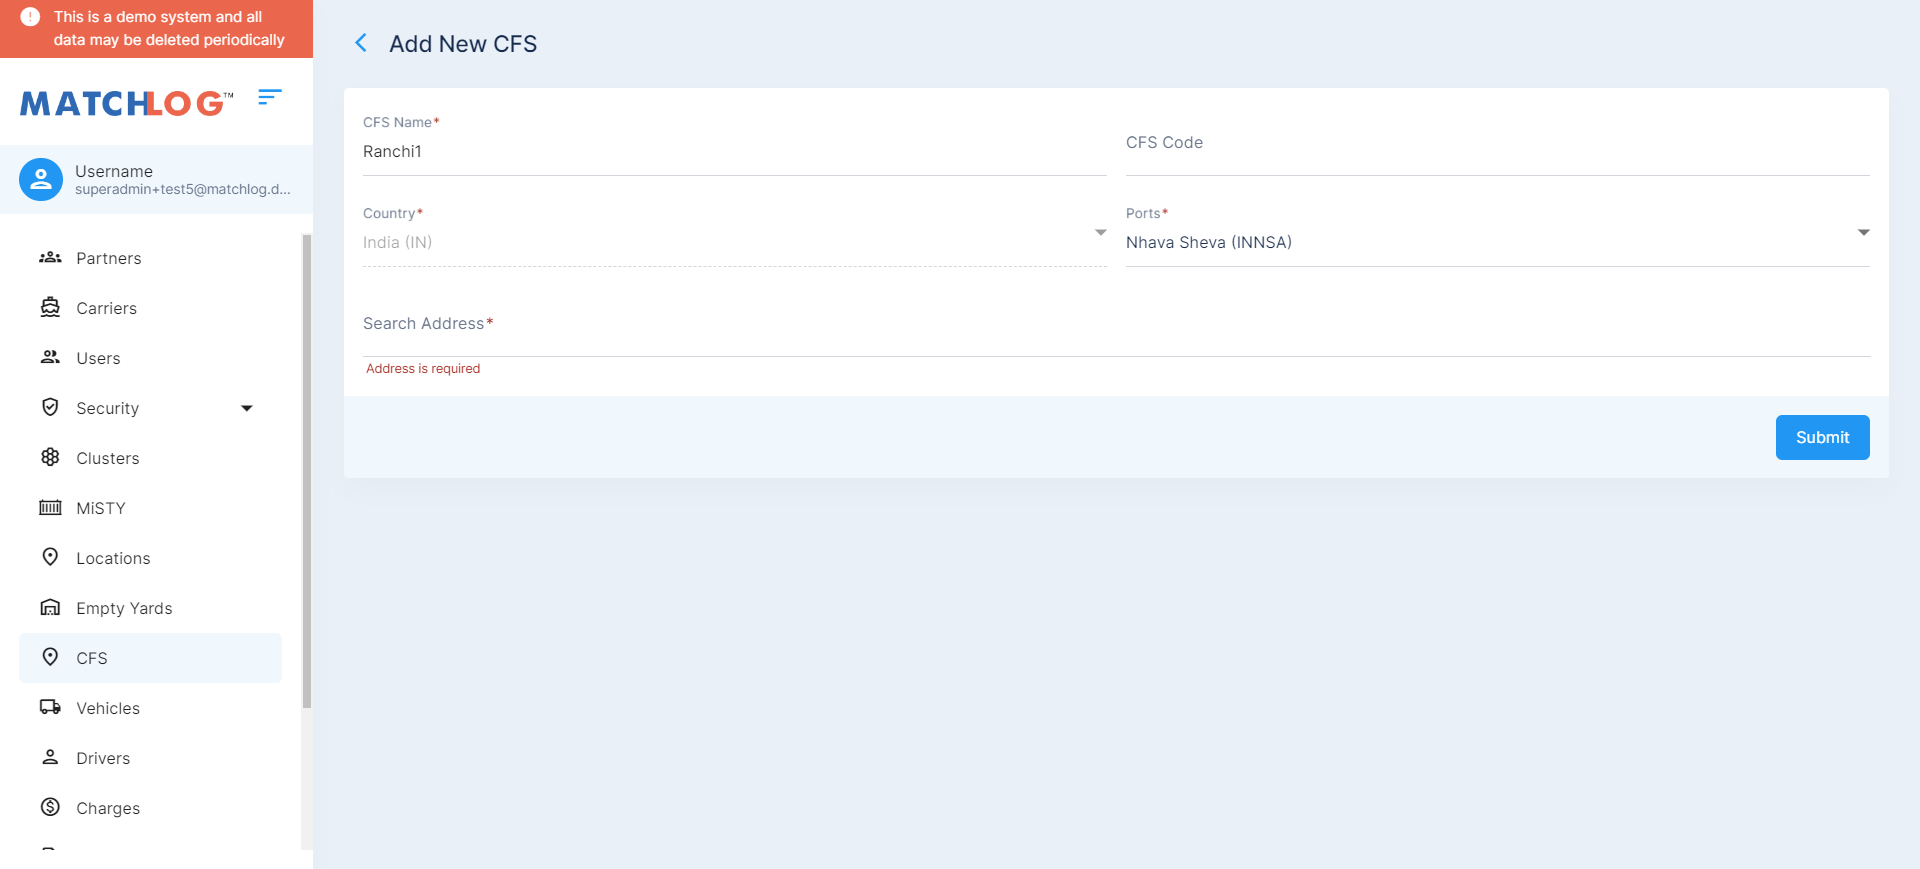 This is a demo system and all
data may be deleted periodically
MATCHLOG™
Username
superadmin+test5@matchlog.d...
Partners
Carriers
Users
Security
Clusters
MiSTY
Locations
Empty Yards
CFS
Vehicles
Drivers
Charges
Add New CFS
CFS Name*
Ranchi1
CFS Code
Country*
India (IN)
Ports*
Nhava Sheva (INNSA)
Search Address*
Address is required
Submit